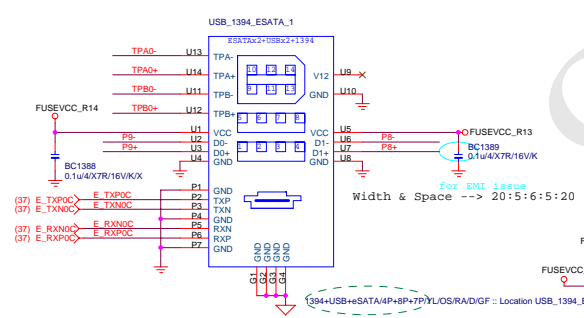 USB_1394_ESATA_1
ESATAx2+USBx2+1394
TPA0- U13 TPA-
TPA0+ U14 TPA+
TPB0- U11 TPB-
TPB0+ U12 TPB+
10 12 14
9 11 13
V12 U9
GND U10
FUSEVCC_R14
U1 VCC
P9- U2 D0-
P9+ U3 D0+
U4 GND
5 6 7 8
1 2 3 4
VCC U5 FUSEVCC_R13
D1- U6 P8-
D1+ U7 P8+
GND U8
BC1388
0.1u/4/X7R/16V/K/X
BC1389
0.1u/4/X7R/16V/K
for EMI issue
Width & Space --> 20:5:6:5:20
P1 GND
(37) E_TXP0C E_TXP0C P2 TXP
(37) E_TXN0C E_TXN0C P3 TXN
P4 GND
(37) E_RXN0C E_RXN0C P5 RXN
(37) E_RXP0C E_RXP0C P6 RXP
P7 GND
GND GND GND GND
G1 G2 G3 G4
FUSEVCC_
1394+USB+eSATA/4P+8P+7P/YL/OS/RA/D/GF :: Location USB_1394_E